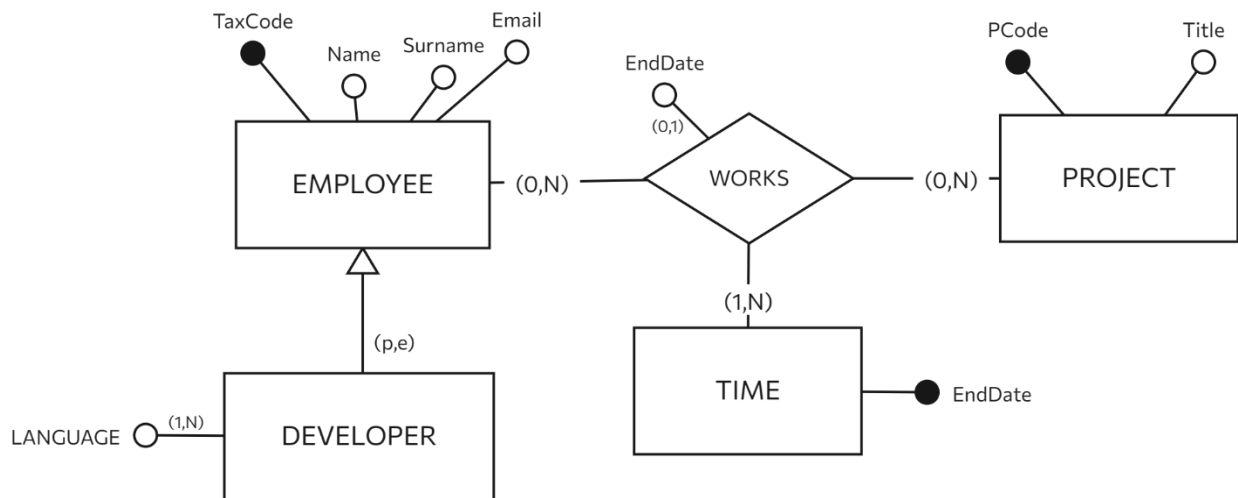 TaxCode
Name
Surname
Email
EndDate
(0,1)
PCode
Title
EMPLOYEE
(0,N)
WORKS
(0,N)
PROJECT
(1,N)
(p,e)
TIME
EndDate
LANGUAGE
(1,N)
DEVELOPER